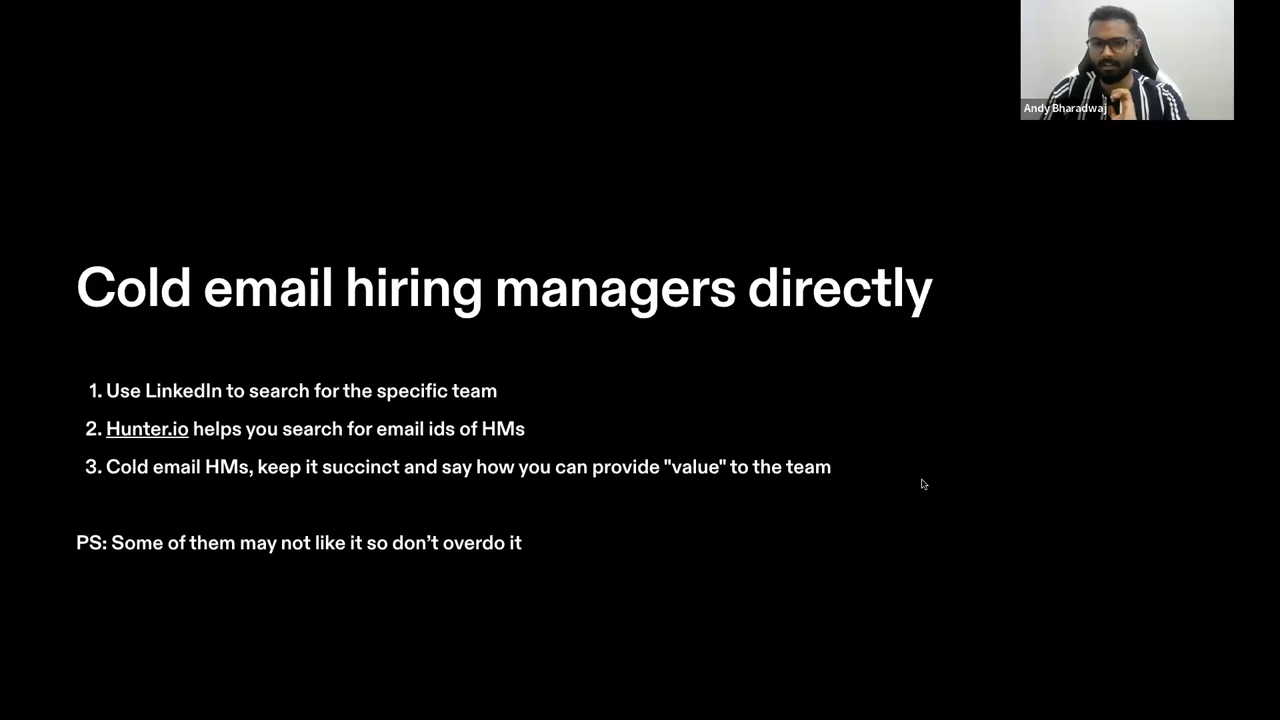 Andy Bharadwaj
Cold email hiring managers directly
1. Use LinkedIn to search for the specific team
2. Hunter.io helps you search for email ids of HMs
3. Cold email HMs, keep it succinct and say how you can provide "value" to the team
PS: Some of them may not like it so don’t overdo it